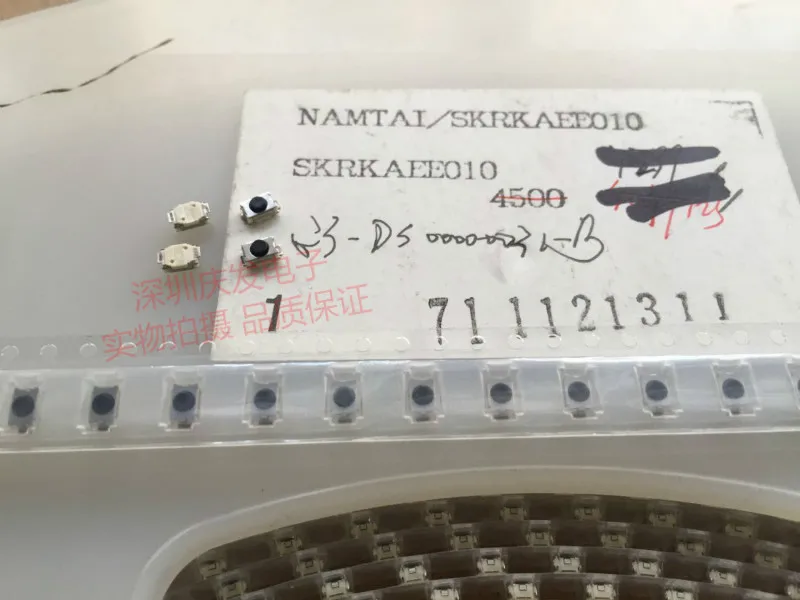 NAMTAI/SKRKAEE010
SKRKAEE010
4500
深圳庆发电子
实物拍摄 品质保证
1 71 1121311